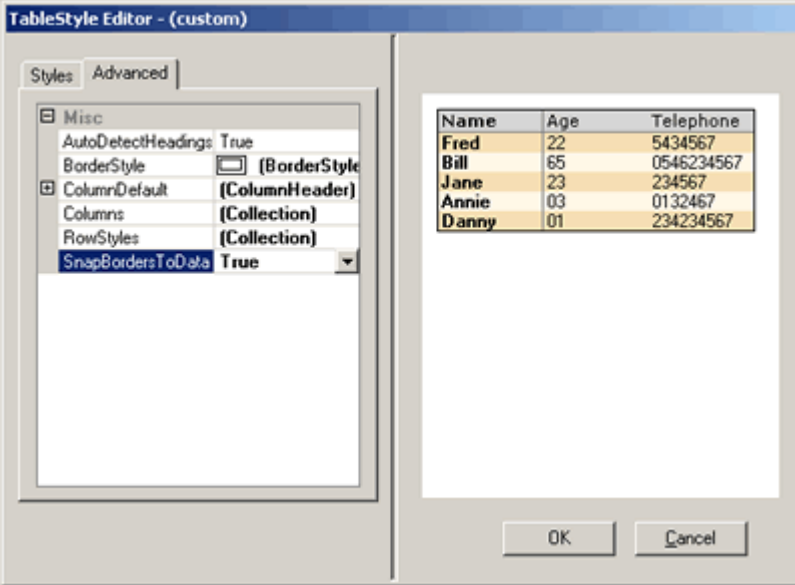 TableStyle Editor - (custom)
Styles Advanced
Misc
AutoDetectHeadings True
BorderStyle (BorderStyle
ColumnDefault (ColumnHeader)
Columns (Collection)
RowStyles (Collection)
SnapBordersToData True
Name Age Telephone
Fred 22 5434567
Bill 65 0546234567
Jane 23 234567
Annie 03 0132467
Danny 01 234234567
OK Cancel